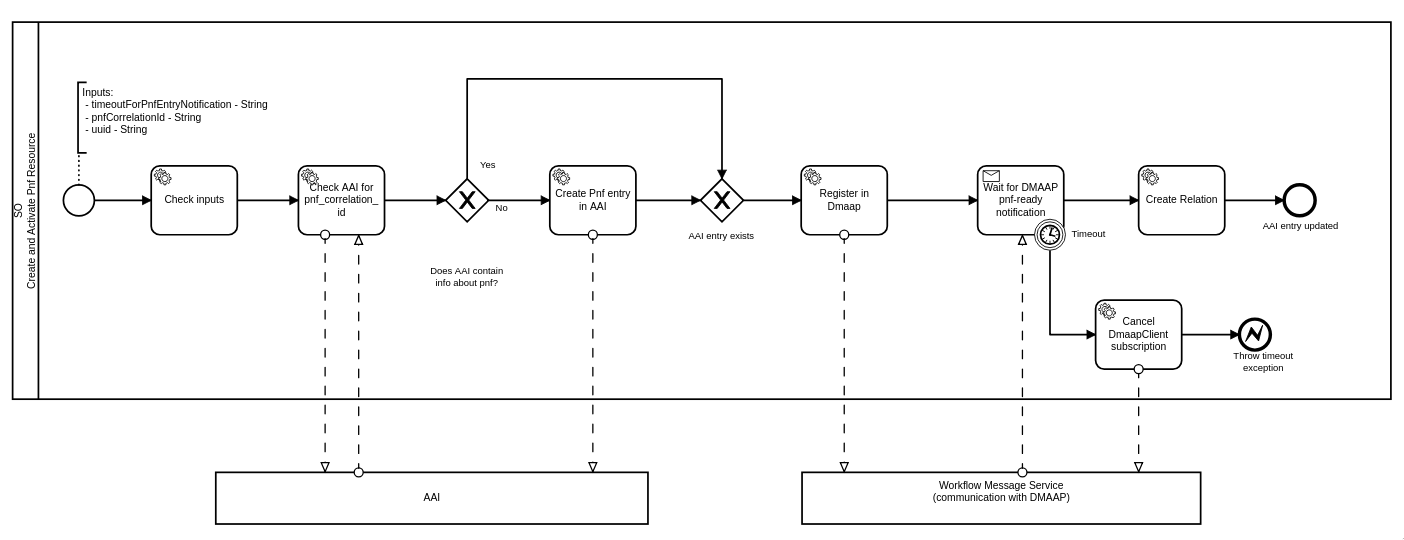 SO
Create and Activate Pnf Resource
Inputs:
- timeoutForPnfEntryNotification - String
- pnfCorrelationId - String
- uuid - String
Check inputs
Check AAI for
pnf_correlation_
id
Yes
No
Does AAI contain
info about pnf?
Create Pnf entry
in AAI
AAI entry exists
Register in
Dmaap
Wait for DMAAP
pnf-ready
notification
Timeout
Create Relation
AAI entry updated
Cancel
DmaapClient
subscription
Throw timeout
exception
AAI
Workflow Message Service
(communication with DMAAP)